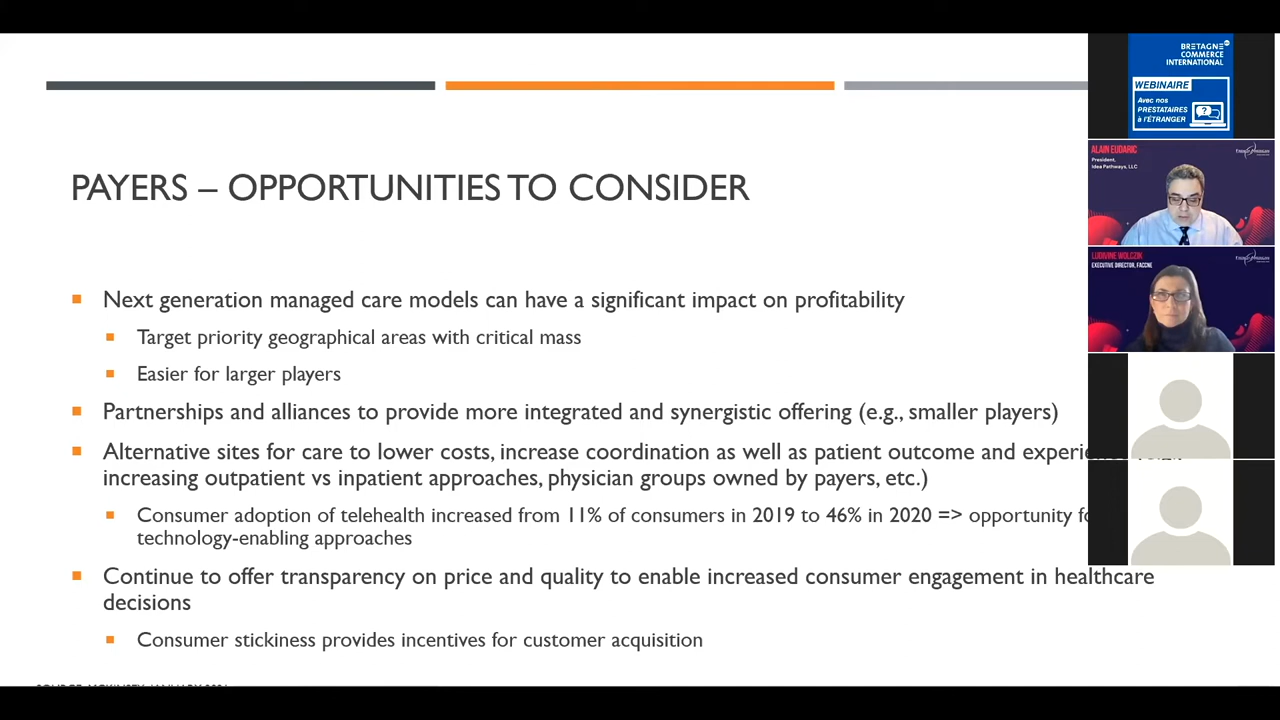 PAYERS – OPPORTUNITIES TO CONSIDER
Next generation managed care models can have a significant impact on profitability
Target priority geographical areas with critical mass
Easier for larger players
Partnerships and alliances to provide more integrated and synergistic offering (e.g., smaller players)
Alternative sites for care to lower costs, increase coordination as well as patient outcome and
increasing outpatient vs inpatient approaches, physician groups owned by payers, etc.)
Consumer adoption of telehealth increased from 11% of consumers in 2019 to 46% in 2020 => opportunity
technology-enabling approaches
Continue to offer transparency on price and quality to enable increased consumer engagement in healthcare
decisions
Consumer stickiness provides incentives for customer acquisition
BRETAGNE
COMMERCE
INTERNATIONAL
WEBINAIRE
Avec nos
PRESTATAIRES
à l'ÉTRANGER
ALAIN EUDARIC
President,
Idea Pathways, LLC
LUDIVINE WOLCZIK
EXECUTIVE DIRECTOR, FACCNE